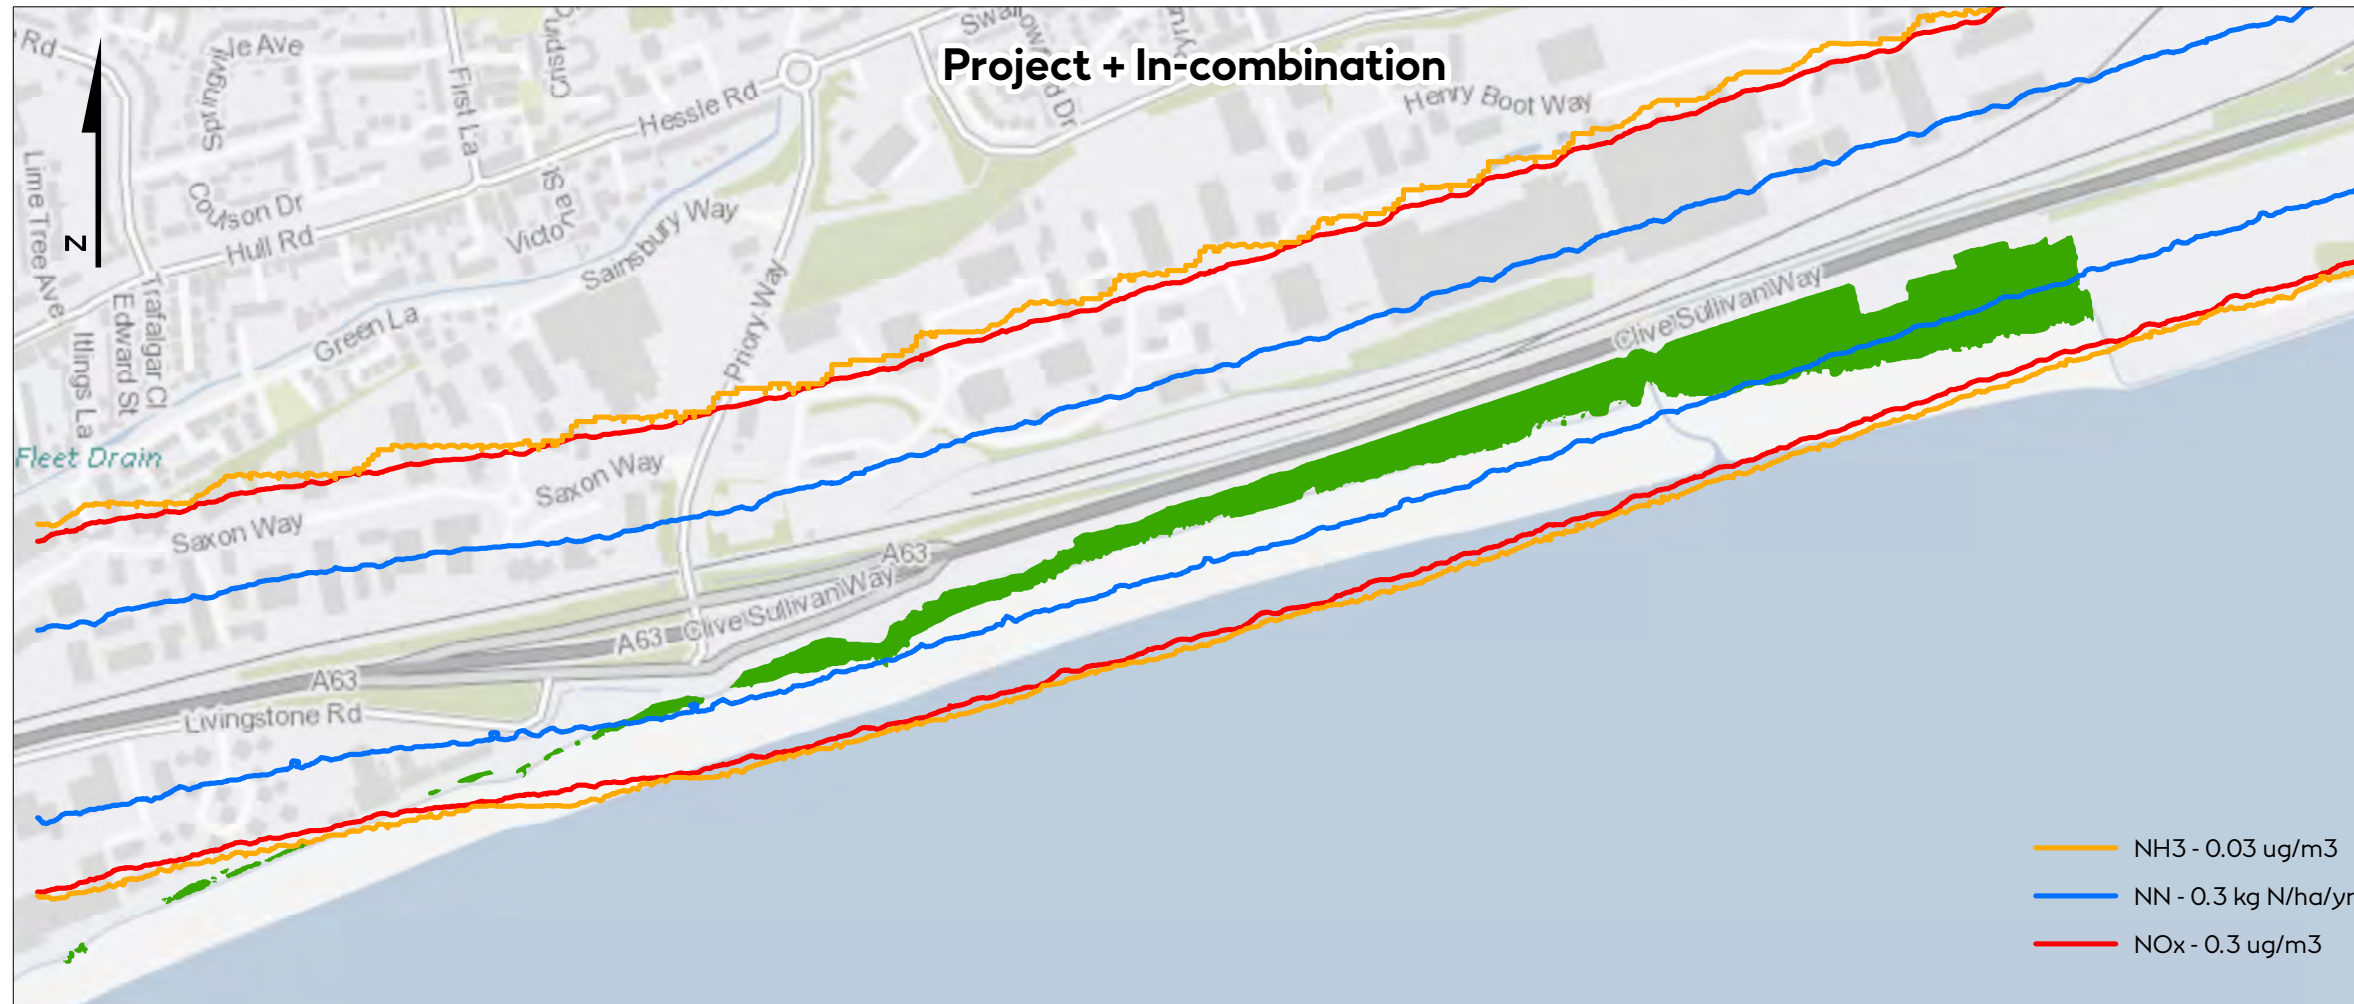 Project + In-combination
Rd
First La
Hessle Rd
Henry Boot Way
Lime Tree Ave
Coulson Dr
Hull Rd
Sainsbury Way
Priory Way
Green La
Trafalgar Cl
Edward St
Itlings La
Fleet Drain
Saxon Way
Saxon Way
Clive Sullivan Way
A63
A63
Clive Sullivan Way
A63
Livingstone Rd
N
NH3 - 0.03 ug/m3
NN - 0.3 kg N/ha/yr
NOx - 0.3 ug/m3